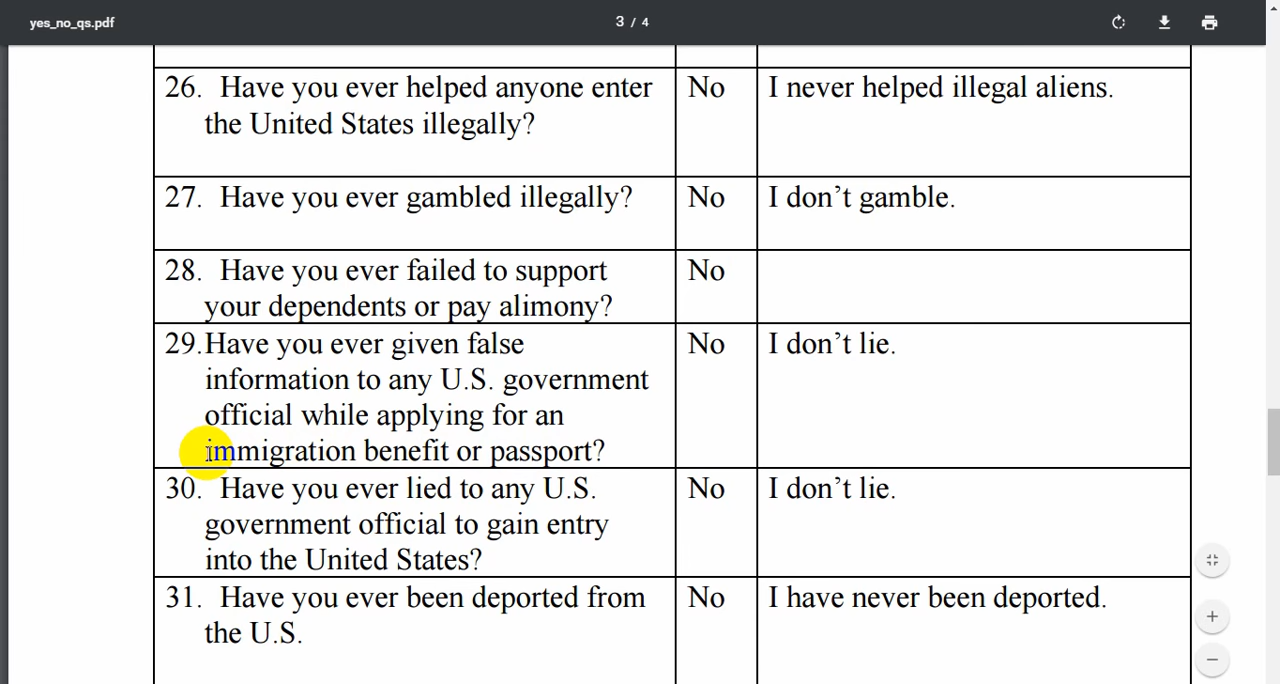 yes_no_qs.pdf
3 / 4
26. Have you ever helped anyone enter
the United States illegally?
No
I never helped illegal aliens.
27. Have you ever gambled illegally?
No
I don’t gamble.
28. Have you ever failed to support
your dependents or pay alimony?
No
29.Have you ever given false
information to any U.S. government
official while applying for an
immigration benefit or passport?
No
I don’t lie.
30. Have you ever lied to any U.S.
government official to gain entry
into the United States?
No
I don’t lie.
31. Have you ever been deported from
the U.S.
No
I have never been deported.